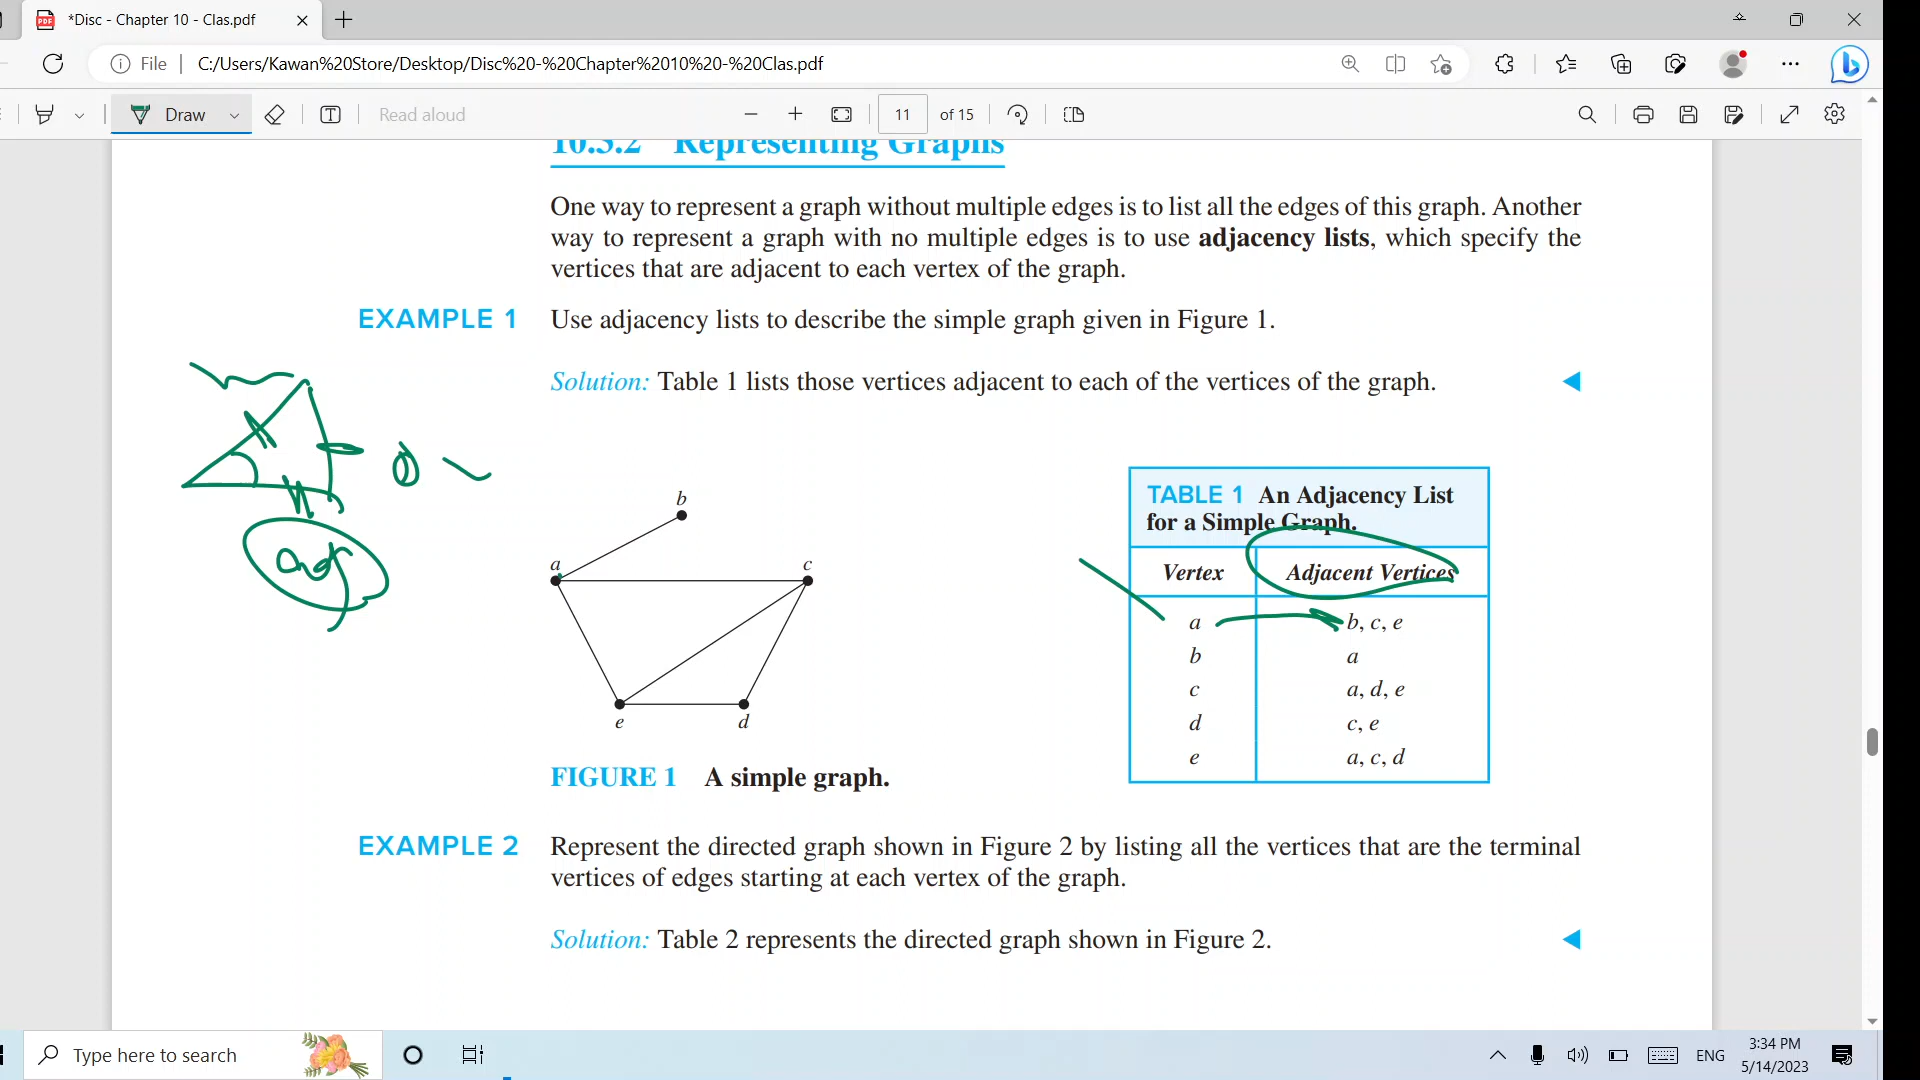 *Disc - Chapter 10 - Clas.pdf
File
C:/Users/Kawan%20Store/Desktop/Disc%20-%20Chapter%2010%20-%20Clas.pdf
Draw
Read aloud
11 of 15
10.3.2 Representing Graphs
One way to represent a graph without multiple edges is to list all the edges of this graph. Another
way to represent a graph with no multiple edges is to use adjacency lists, which specify the
vertices that are adjacent to each vertex of the graph.
EXAMPLE 1 Use adjacency lists to describe the simple graph given in Figure 1.
Solution: Table 1 lists those vertices adjacent to each of the vertices of the graph.
adj
b
a
c
e
d
FIGURE 1 A simple graph.
TABLE 1 An Adjacency List
for a Simple Graph.
Vertex Adjacent Vertices
a b, c, e
b a
c a, d, e
d c, e
e a, c, d
EXAMPLE 2 Represent the directed graph shown in Figure 2 by listing all the vertices that are the terminal
vertices of edges starting at each vertex of the graph.
Solution: Table 2 represents the directed graph shown in Figure 2.
Type here to search
ENG
3:34 PM
5/14/2023